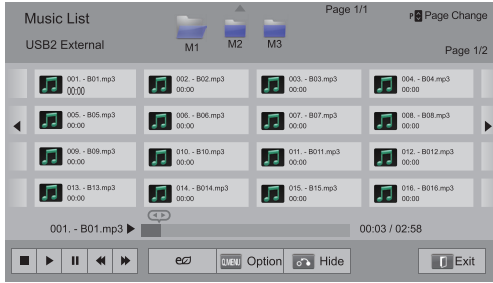 Music List
Page 1/1
P Page Change
USB2 External
M1 M2 M3
Page 1/2
001. - B01.mp3
00:00
002. - B02.mp3
00:00
003. - B03.mp3
00:00
004. - B04.mp3
00:00
005. - B05.mp3
00:00
006. - B06.mp3
00:00
007. - B07.mp3
00:00
008. - B08.mp3
00:00
009. - B09.mp3
00:00
010. - B10.mp3
00:00
011. - B011.mp3
00:00
012. - B012.mp3
00:00
013. - B13.mp3
00:00
014. - B014.mp3
00:00
015. - B15.mp3
00:00
016. - B016.mp3
00:00
001. - B01.mp3
00:03 / 02:58
e Q.MENU Option Hide Exit